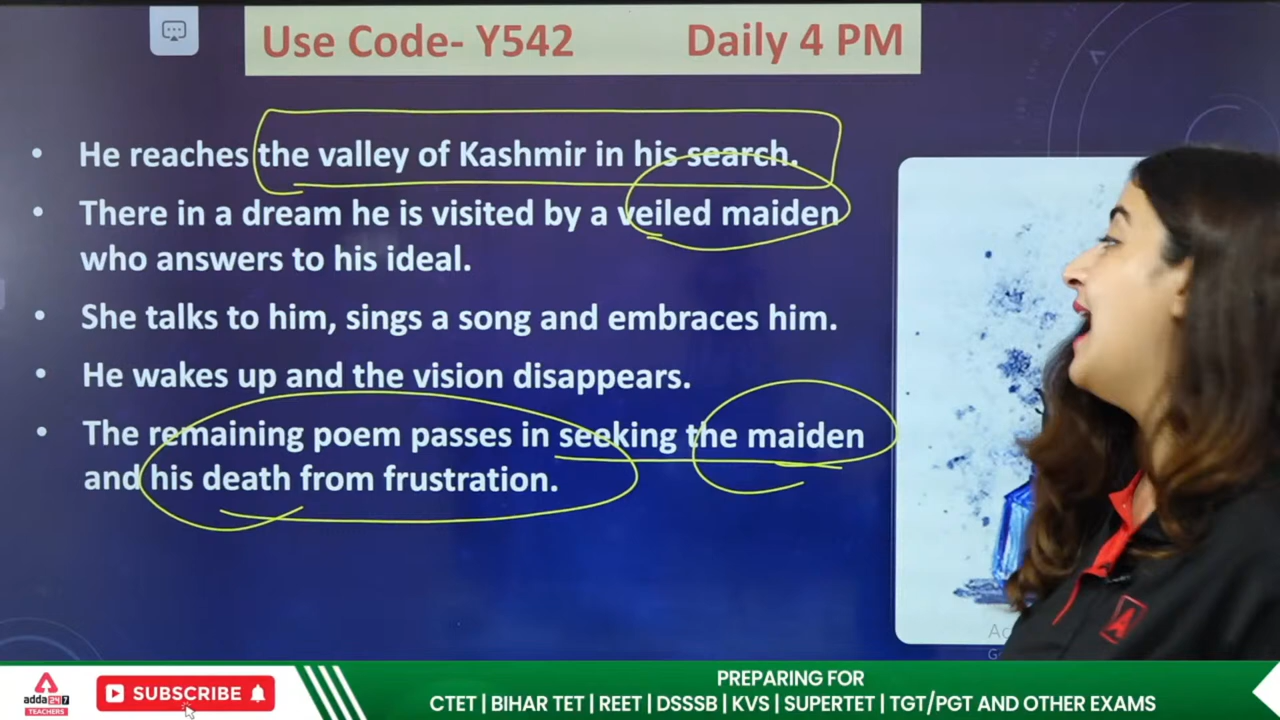 Use Code- Y542 Daily 4 PM
• He reaches the valley of Kashmir in his search.
• There in a dream he is visited by a veiled maiden
who answers to his ideal.
• She talks to him, sings a song and embraces him.
• He wakes up and the vision disappears.
• The remaining poem passes in seeking the maiden
and his death from frustration.
A
adda247
TEACHERS
SUBSCRIBE
PREPARING FOR
CTET | BIHAR TET | REET | DSSSB | KVS | SUPERTET | TGT/PGT AND OTHER EXAMS